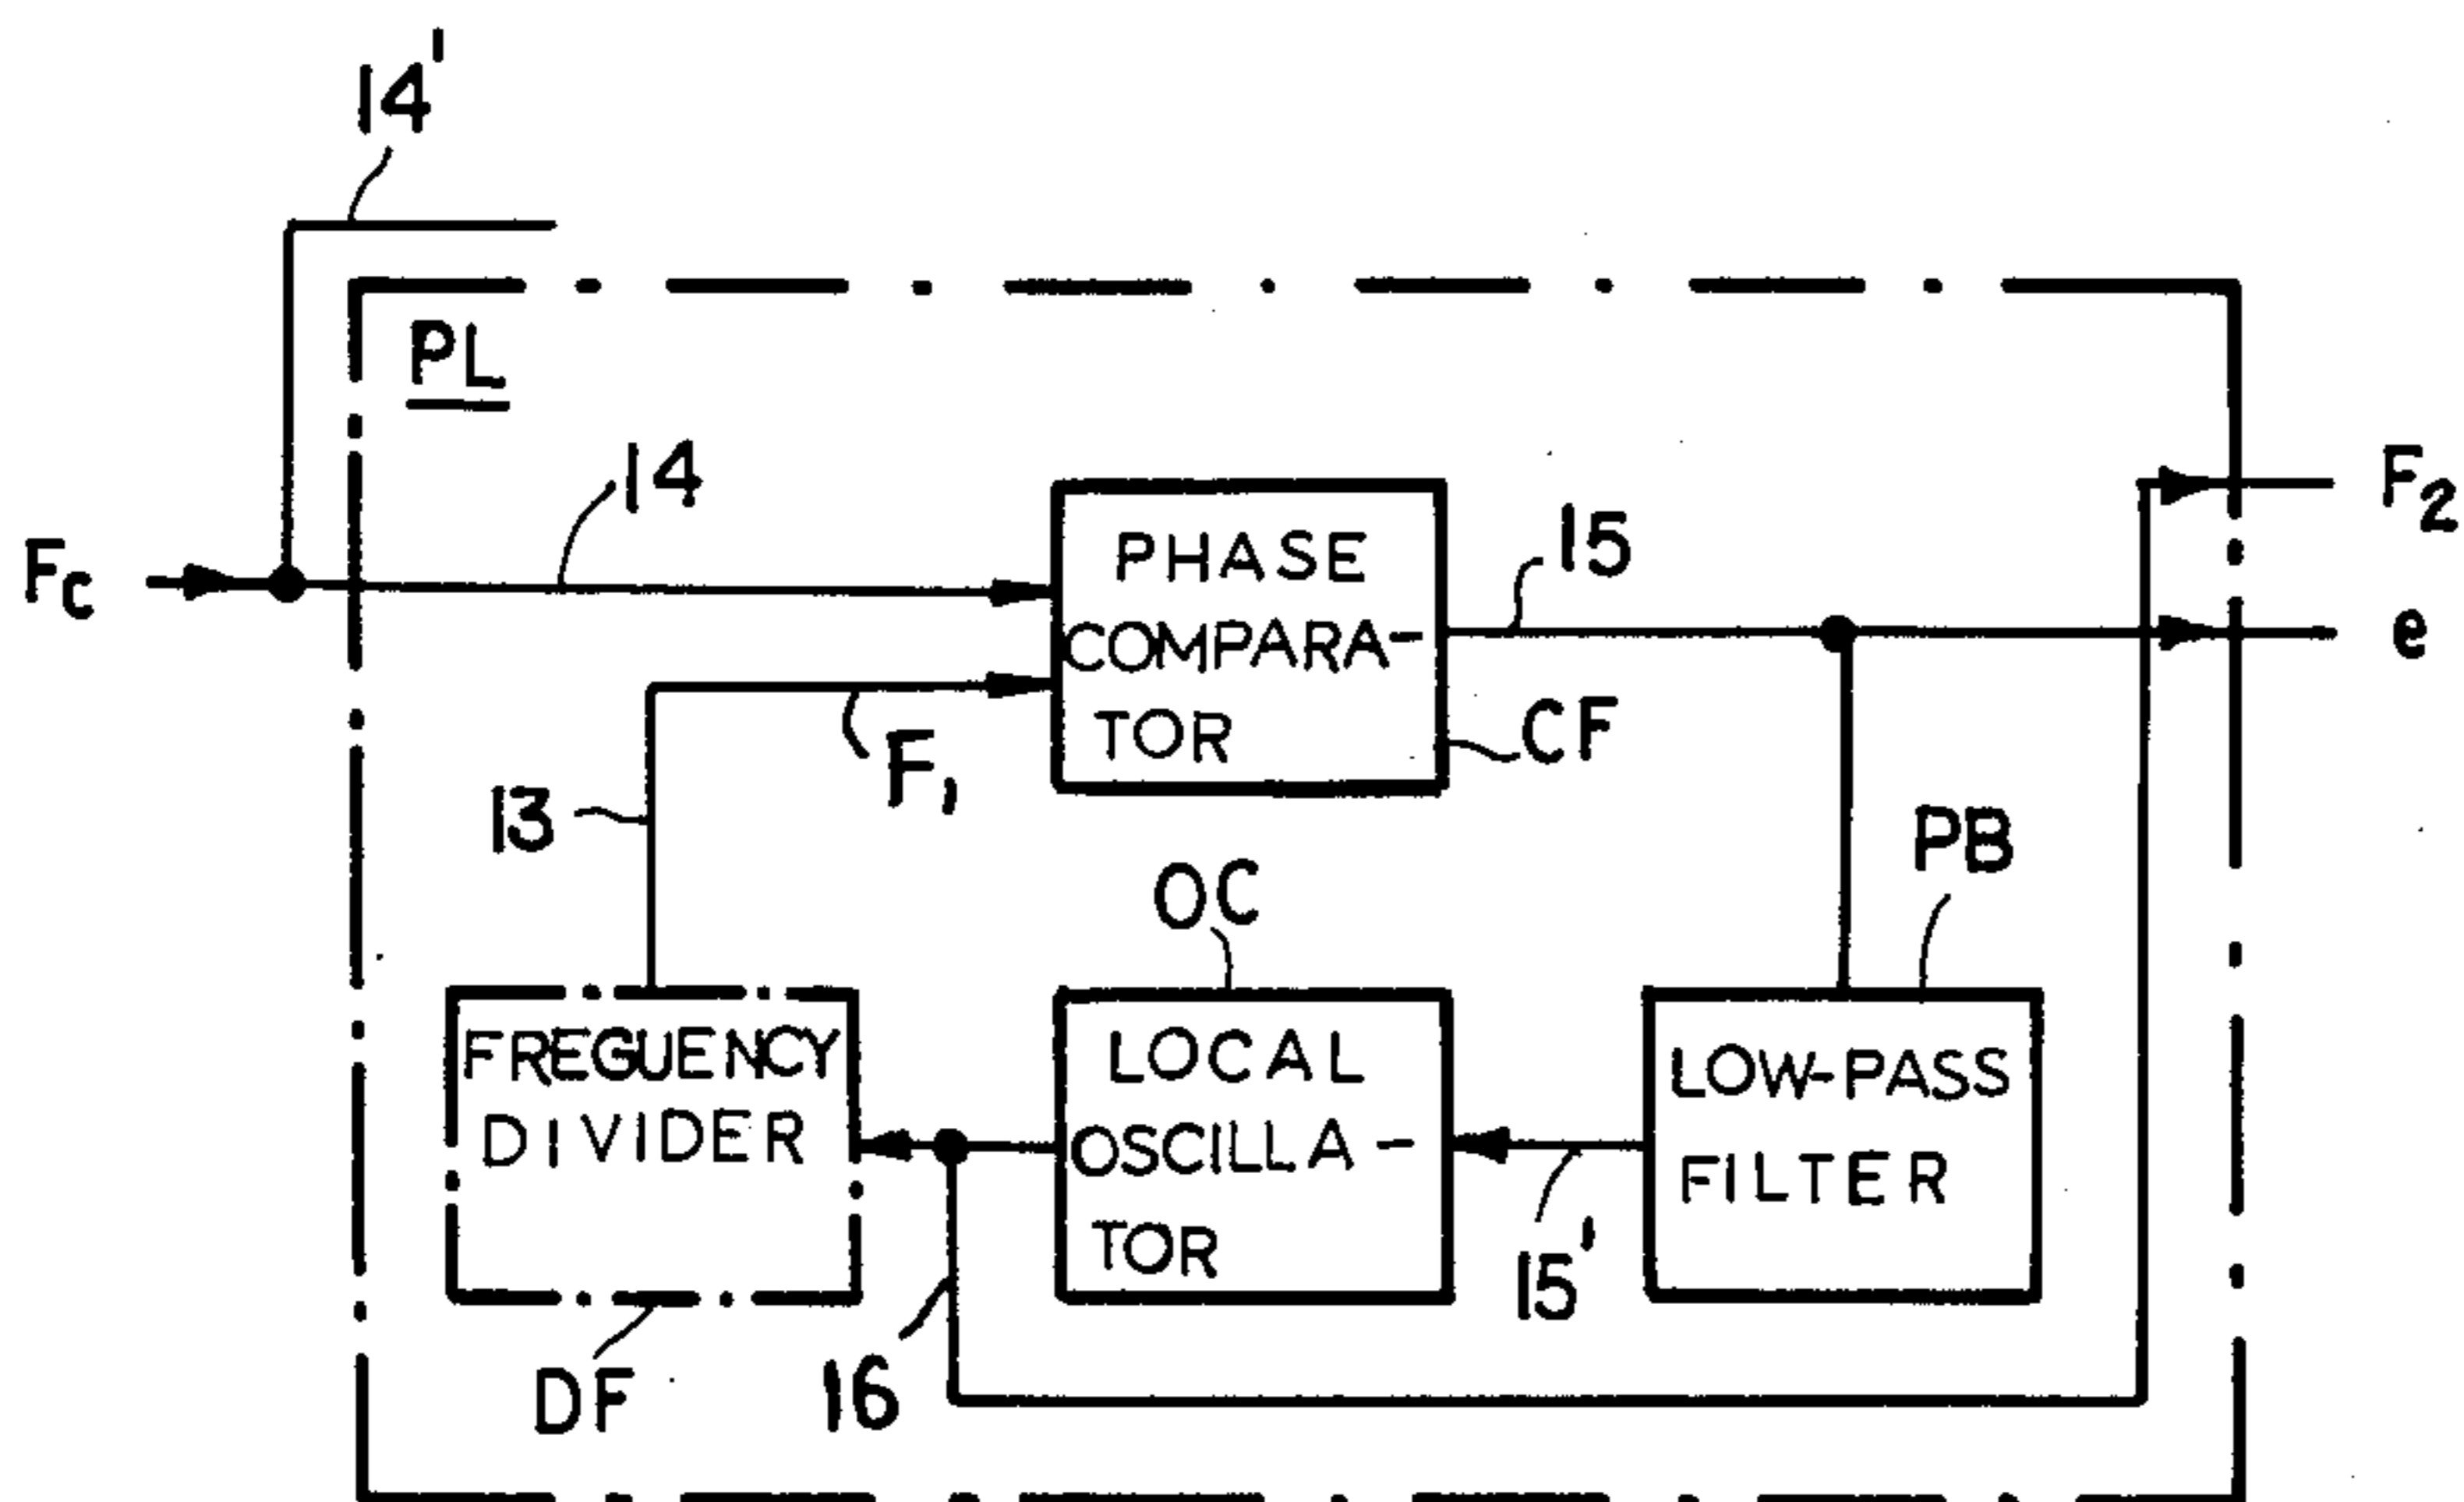 14'
PL
14
Fc
PHASE
COMPARA-
TOR
15
F2
e
CF
F1
13
OC
PB
FREGUENCY
DIVIDER
LOCAL
OSCILLA-
TOR
LOW-PASS
FILTER
15'
DF
16